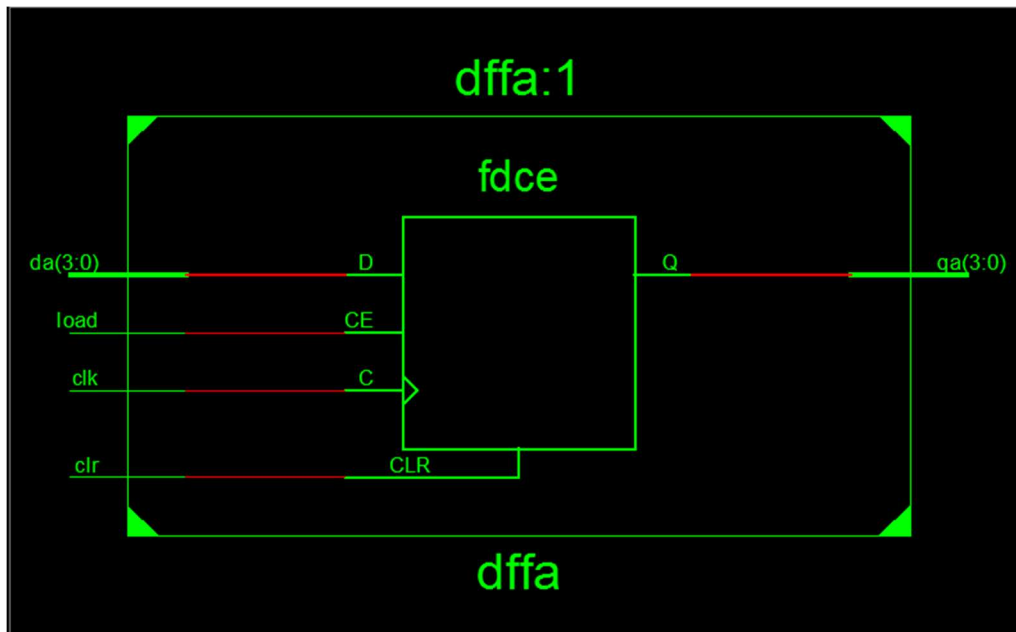 dffa:1
fdce
da(3:0)
D
Q
qa(3:0)
load
CE
clk
C
clr
CLR
dffa